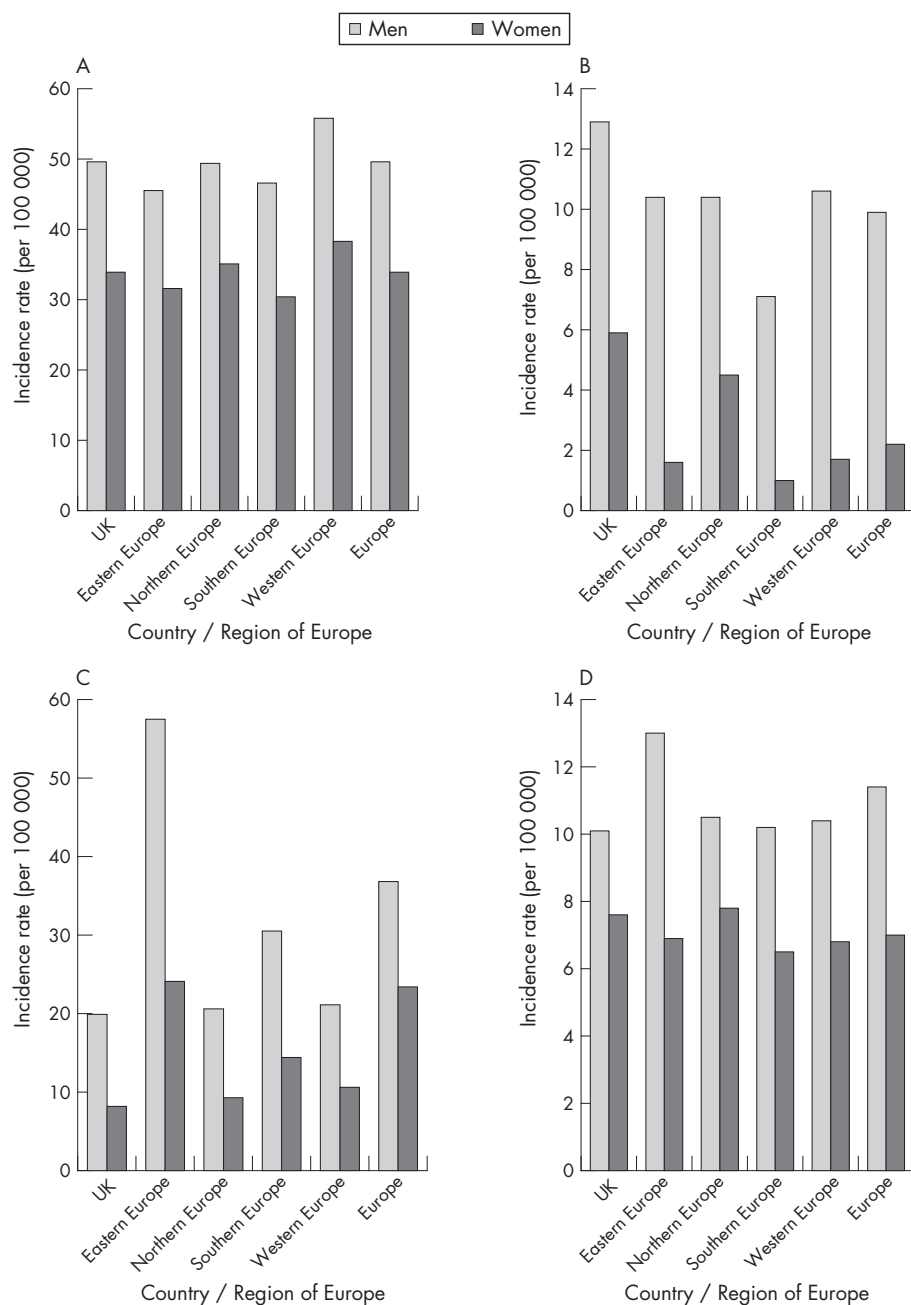 Men Women
A
60
50
40
30
20
10
0
Incidence rate (per 100 000)
UK
Eastern Europe
Northern Europe
Southern Europe
Western Europe
Europe
Country / Region of Europe
B
14
12
10
8
6
4
2
0
Incidence rate (per 100 000)
UK
Eastern Europe
Northern Europe
Southern Europe
Western Europe
Europe
Country / Region of Europe
C
60
50
40
30
20
10
0
Incidence rate (per 100 000)
UK
Eastern Europe
Northern Europe
Southern Europe
Western Europe
Europe
Country / Region of Europe
D
14
12
10
8
6
4
2
0
Incidence rate (per 100 000)
UK
Eastern Europe
Northern Europe
Southern Europe
Western Europe
Europe
Country / Region of Europe